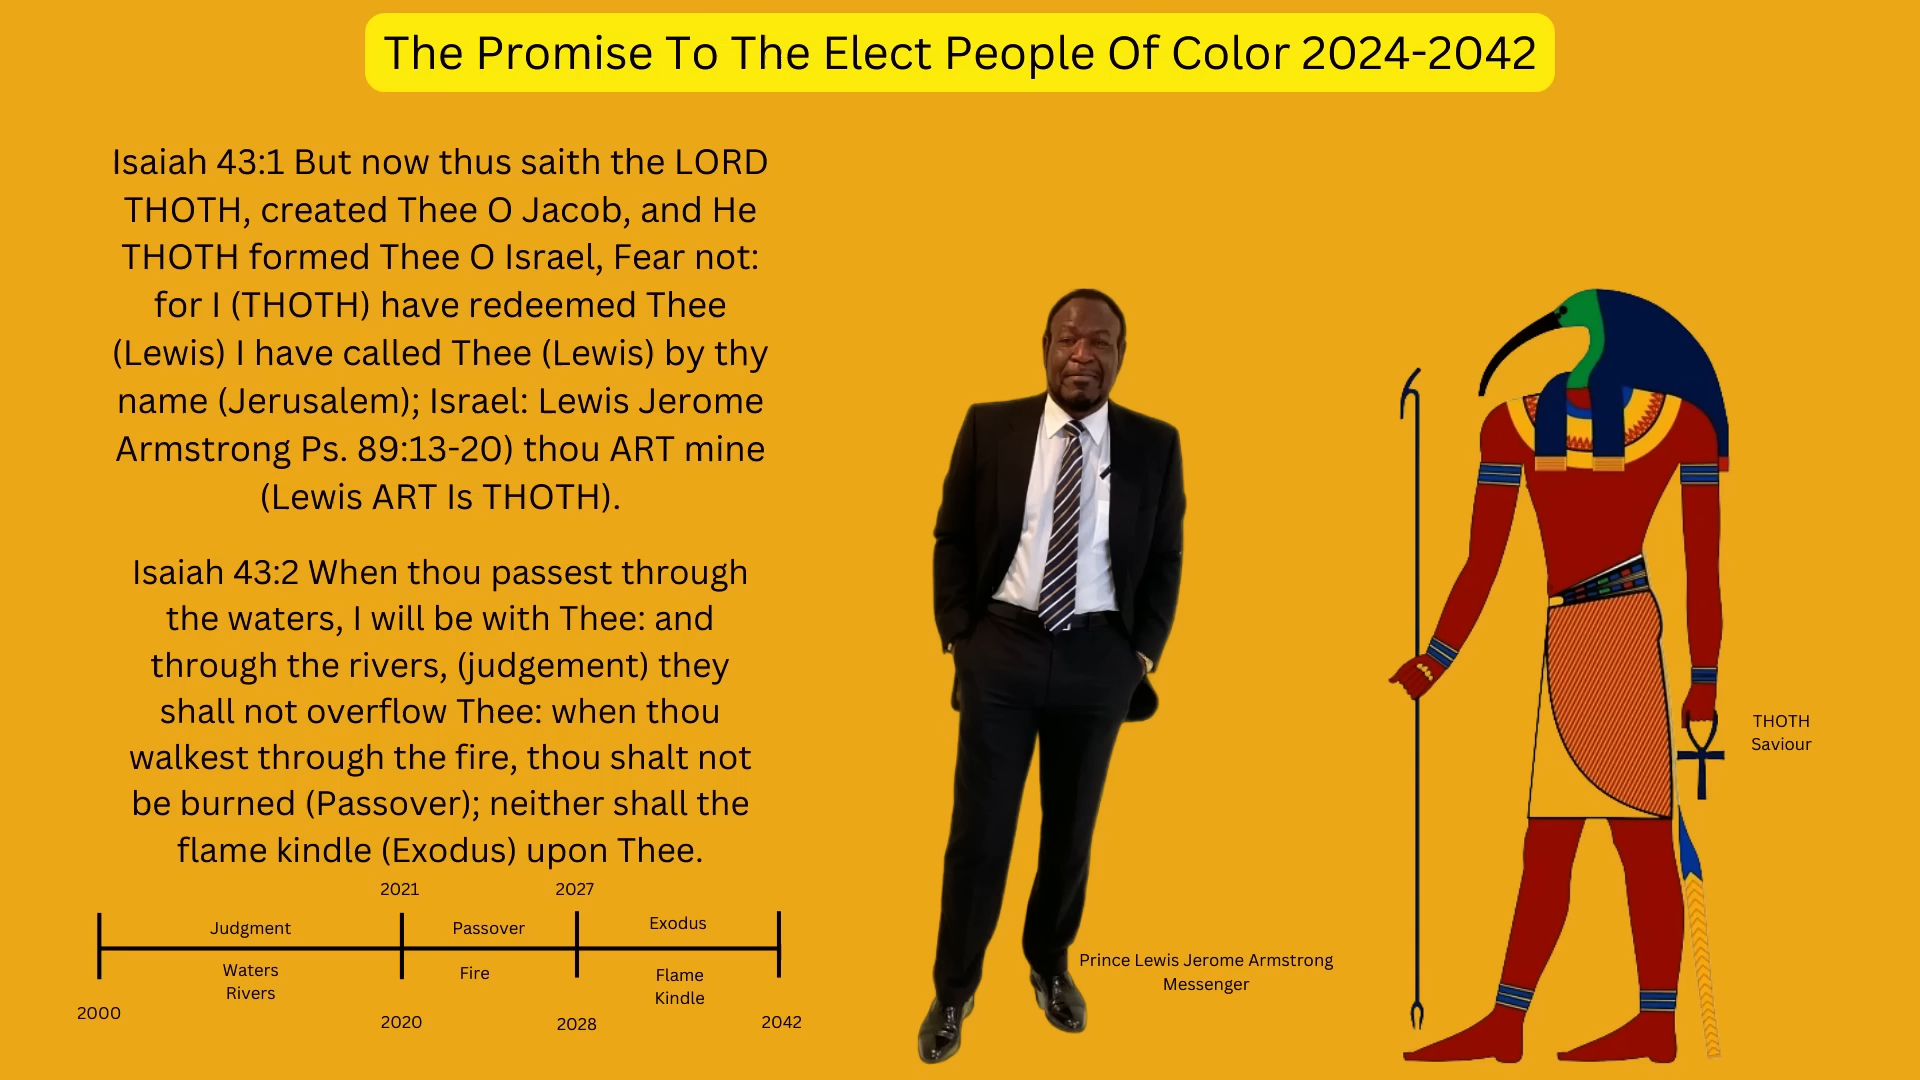 The Promise To The Elect People Of Color 2024-2042
Isaiah 43:1 But now thus saith the LORD
THOTH, created Thee O Jacob, and He
THOTH formed Thee O Israel, Fear not:
for I (THOTH) have redeemed Thee
(Lewis) I have called Thee (Lewis) by thy
name (Jerusalem); Israel: Lewis Jerome
Armstrong Ps. 89:13-20) thou ART mine
(Lewis ART Is THOTH).
Isaiah 43:2 When thou passest through
the waters, I will be with Thee: and
through the rivers, (judgement) they
shall not overflow Thee: when thou
walkest through the fire, thou shalt not
be burned (Passover); neither shall the
flame kindle (Exodus) upon Thee.
2021
2027
Judgment
Passover
Exodus
Waters
Rivers
Fire
Flame
Kindle
2000
2020
2028
2042
Prince Lewis Jerome Armstrong
Messenger
THOTH
Saviour